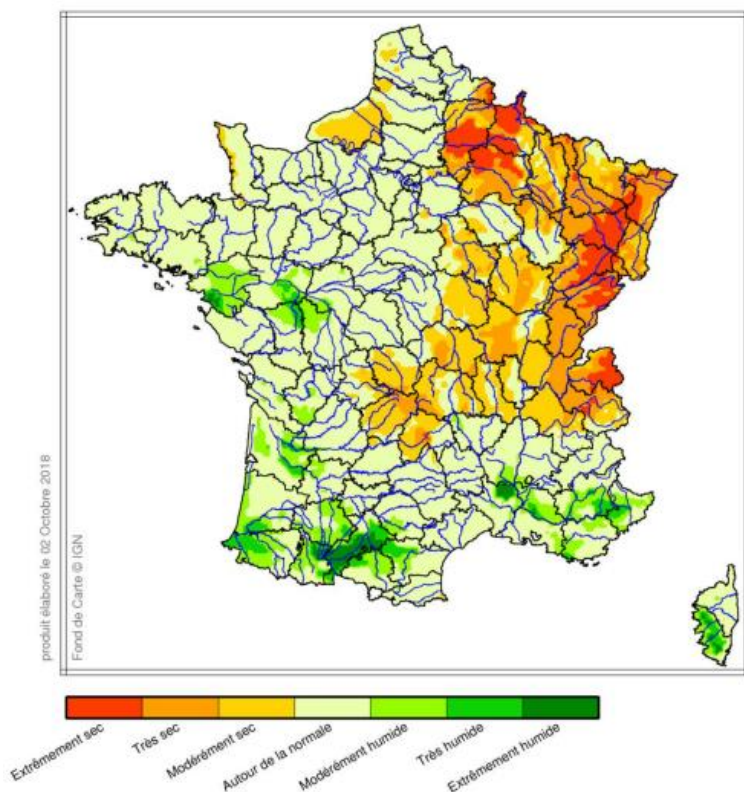 produit élaboré le 02 Octobre 2018
Fond de Carte © IGN
Extrêmement sec
Très sec
Modérément sec
Autour de la normale
Modérément humide
Très humide
Extrêmement humide